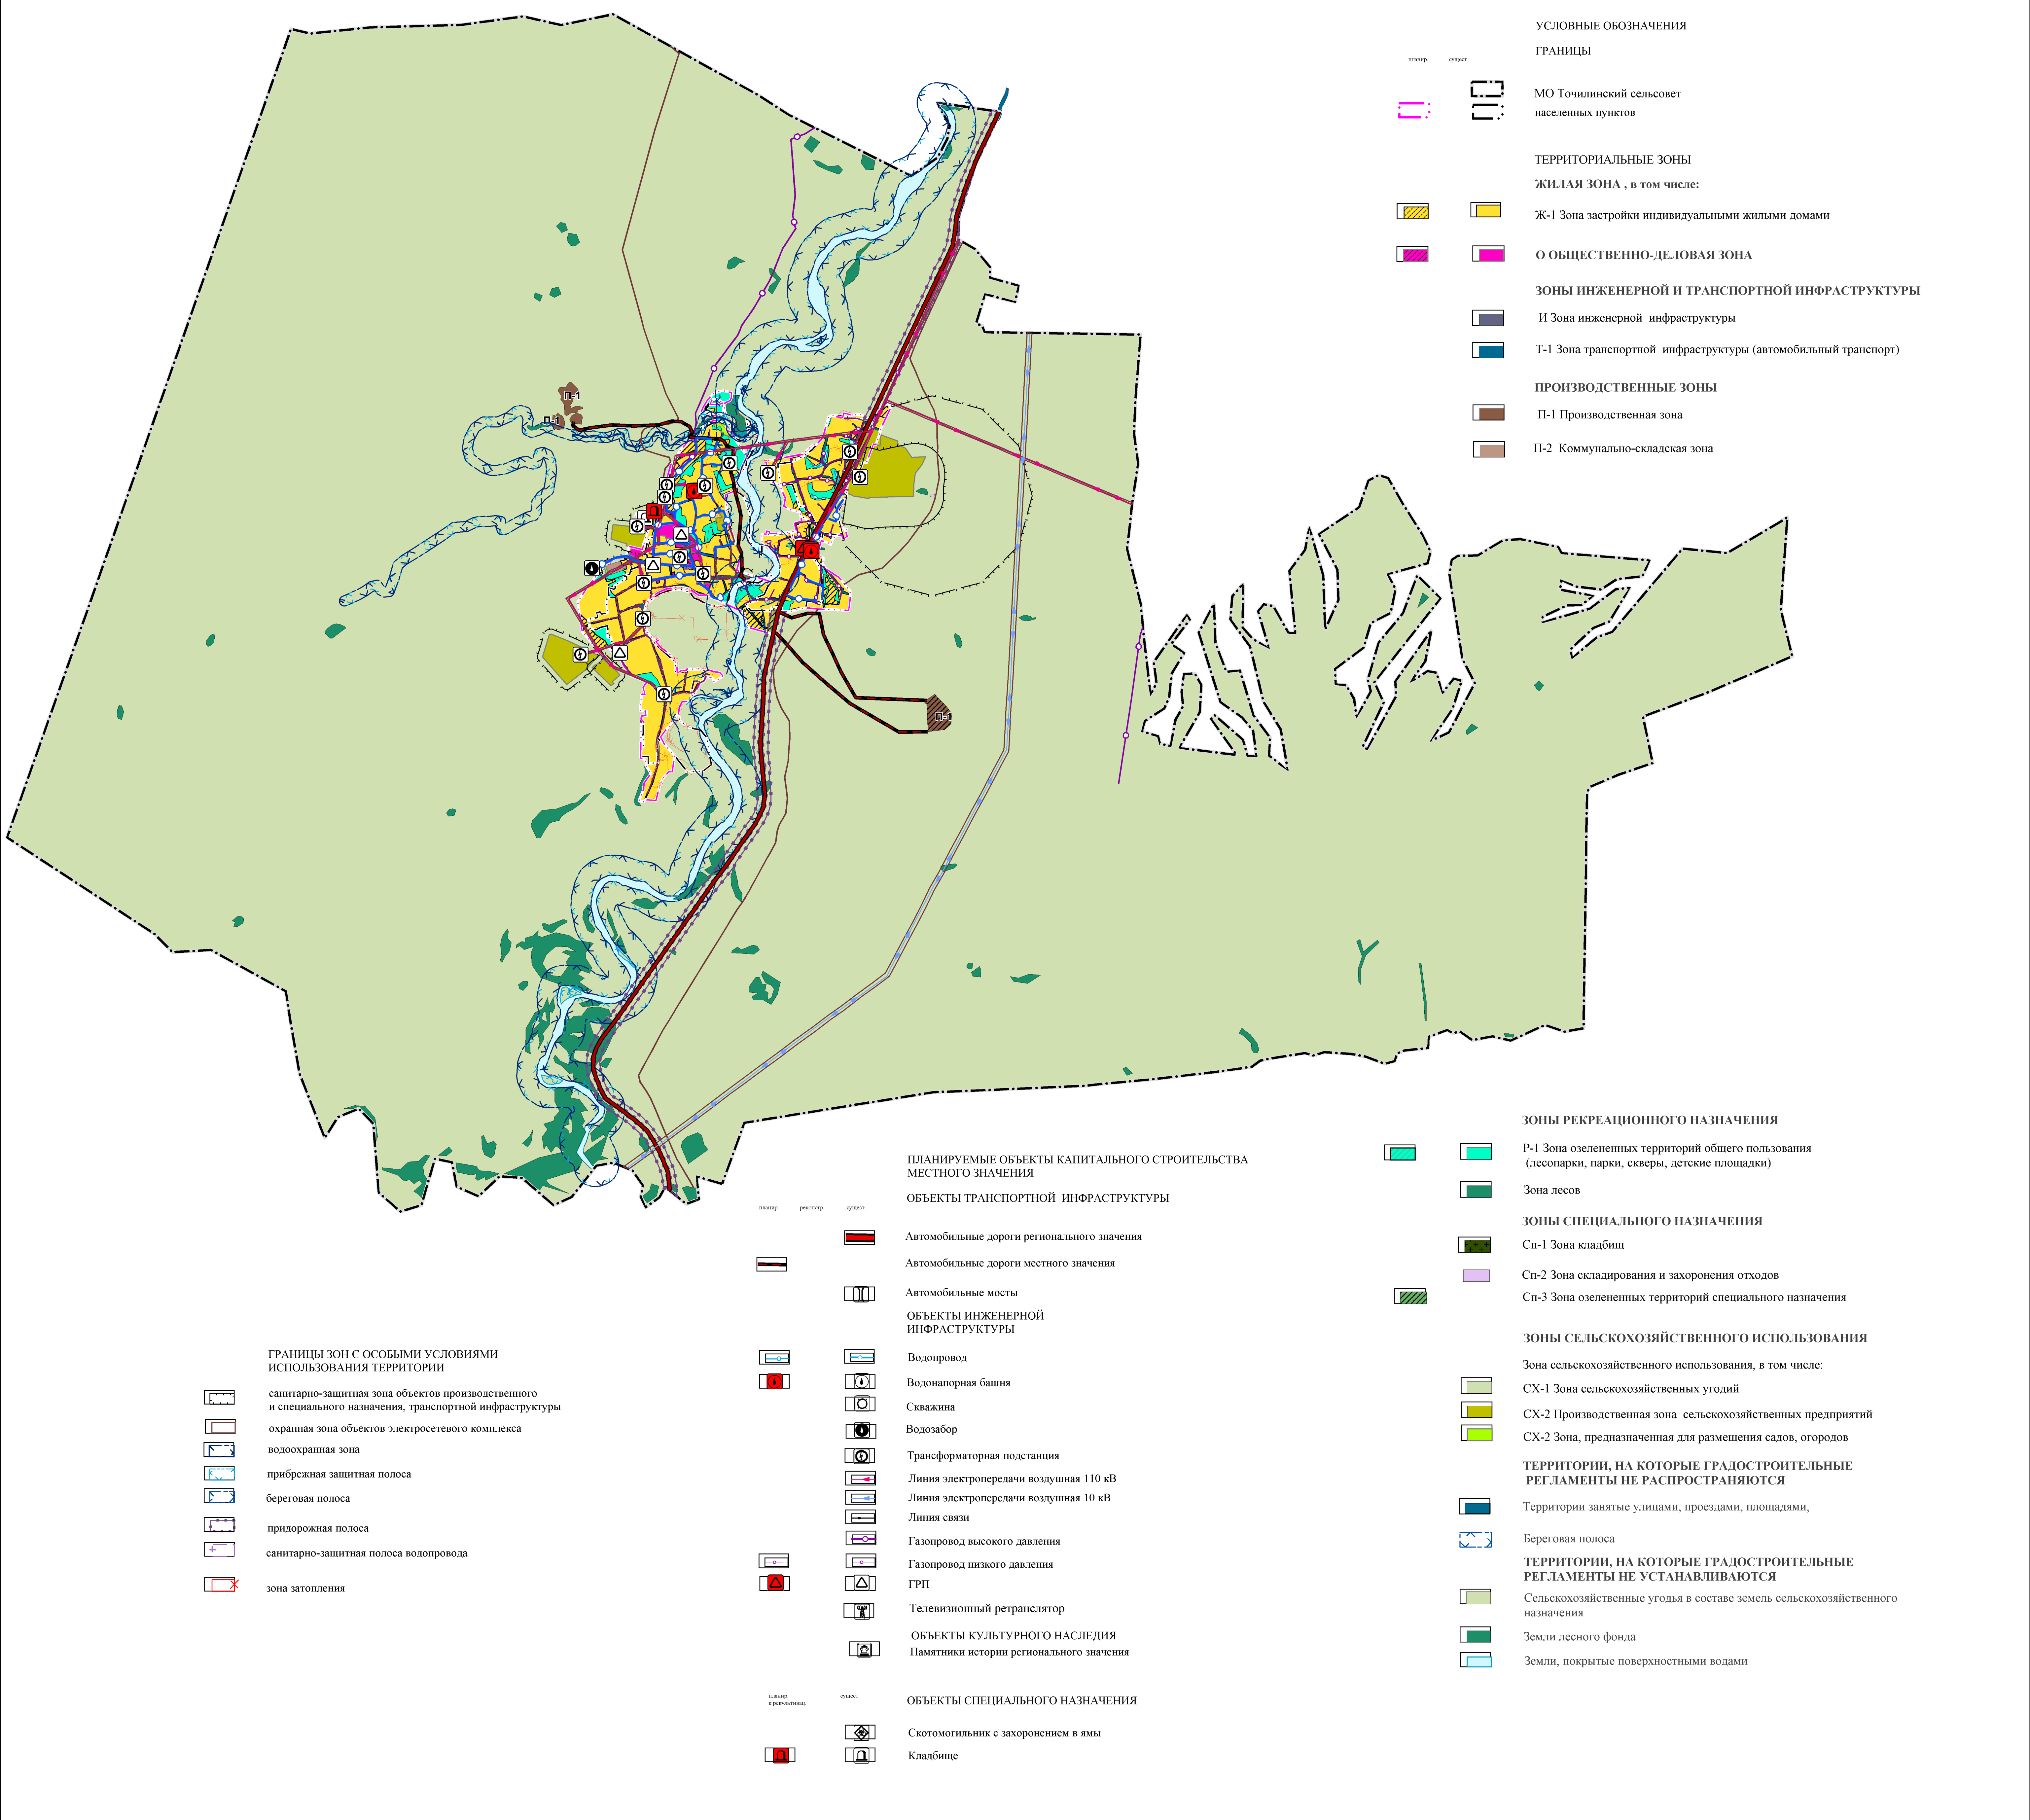 УСЛОВНЫЕ ОБОЗНАЧЕНИЯ
ГРАНИЦЫ
планир. сущест.
МО Точилинский сельсовет
населенных пунктов
ТЕРРИТОРИАЛЬНЫЕ ЗОНЫ
ЖИЛАЯ ЗОНА , в том числе:
Ж-1 Зона застройки индивидуальными жилыми домами
О ОБЩЕСТВЕННО-ДЕЛОВАЯ ЗОНА
ЗОНЫ ИНЖЕНЕРНОЙ И ТРАНСПОРТНОЙ ИНФРАСТРУКТУРЫ
И Зона инженерной инфраструктуры
Т-1 Зона транспортной инфраструктуры (автомобильный транспорт)
ПРОИЗВОДСТВЕННЫЕ ЗОНЫ
П-1 Производственная зона
П-2 Коммунально-складская зона
П-1
П-1
П-1
ЗОНЫ РЕКРЕАЦИОННОГО НАЗНАЧЕНИЯ
Р-1 Зона озелененных территорий общего пользования
(лесопарки, парки, скверы, детские площадки)
Зона лесов
ЗОНЫ СПЕЦИАЛЬНОГО НАЗНАЧЕНИЯ
Сп-1 Зона кладбищ
Сп-2 Зона складирования и захоронения отходов
Сп-3 Зона озелененных территорий специального назначения
ЗОНЫ СЕЛЬСКОХОЗЯЙСТВЕННОГО ИСПОЛЬЗОВАНИЯ
Зона сельскохозяйственного использования, в том числе:
СХ-1 Зона сельскохозяйственных угодий
СХ-2 Производственная зона сельскохозяйственных предприятий
СХ-2 Зона, предназначенная для размещения садов, огородов
ТЕРРИТОРИИ, НА КОТОРЫЕ ГРАДОСТРОИТЕЛЬНЫЕ
РЕГЛАМЕНТЫ НЕ РАСПРОСТРАНЯЮТСЯ
Территории занятые улицами, проездами, площадями,
Береговая полоса
ТЕРРИТОРИИ, НА КОТОРЫЕ ГРАДОСТРОИТЕЛЬНЫЕ
РЕГЛАМЕНТЫ НЕ УСТАНАВЛИВАЮТСЯ
Сельскохозяйственные угодья в составе земель сельскохозяйственного
назначения
Земли лесного фонда
Земли, покрытые поверхностными водами
ПЛАНИРУЕМЫЕ ОБЪЕКТЫ КАПИТАЛЬНОГО СТРОИТЕЛЬСТВА
МЕСТНОГО ЗНАЧЕНИЯ
ОБЪЕКТЫ ТРАНСПОРТНОЙ ИНФРАСТРУКТУРЫ
планир. реконстр. сущест.
Автомобильные дороги регионального значения
Автомобильные дороги местного значения
Автомобильные мосты
ОБЪЕКТЫ ИНЖЕНЕРНОЙ
ИНФРАСТРУКТУРЫ
Водопровод
Водонапорная башня
Скважина
Водозабор
Трансформаторная подстанция
Линия электропередачи воздушная 110 кВ
Линия электропередачи воздушная 10 кВ
Линия связи
Газопровод высокого давления
Газопровод низкого давления
ГРП
Телевизионный ретранслятор
ОБЪЕКТЫ КУЛЬТУРНОГО НАСЛЕДИЯ
Памятники истории регионального значения
планир. сущест.
к рекультивац.
ОБЪЕКТЫ СПЕЦИАЛЬНОГО НАЗНАЧЕНИЯ
Скотомогильник с захоронением в ямы
Кладбище
ГРАНИЦЫ ЗОН С ОСОБЫМИ УСЛОВИЯМИ
ИСПОЛЬЗОВАНИЯ ТЕРРИТОРИИ
санитарно-защитная зона объектов производственного
и специального назначения, транспортной инфраструктуры
охранная зона объектов электросетевого комплекса
водоохранная зона
прибрежная защитная полоса
береговая полоса
придорожная полоса
санитарно-защитная полоса водопровода
зона затопления